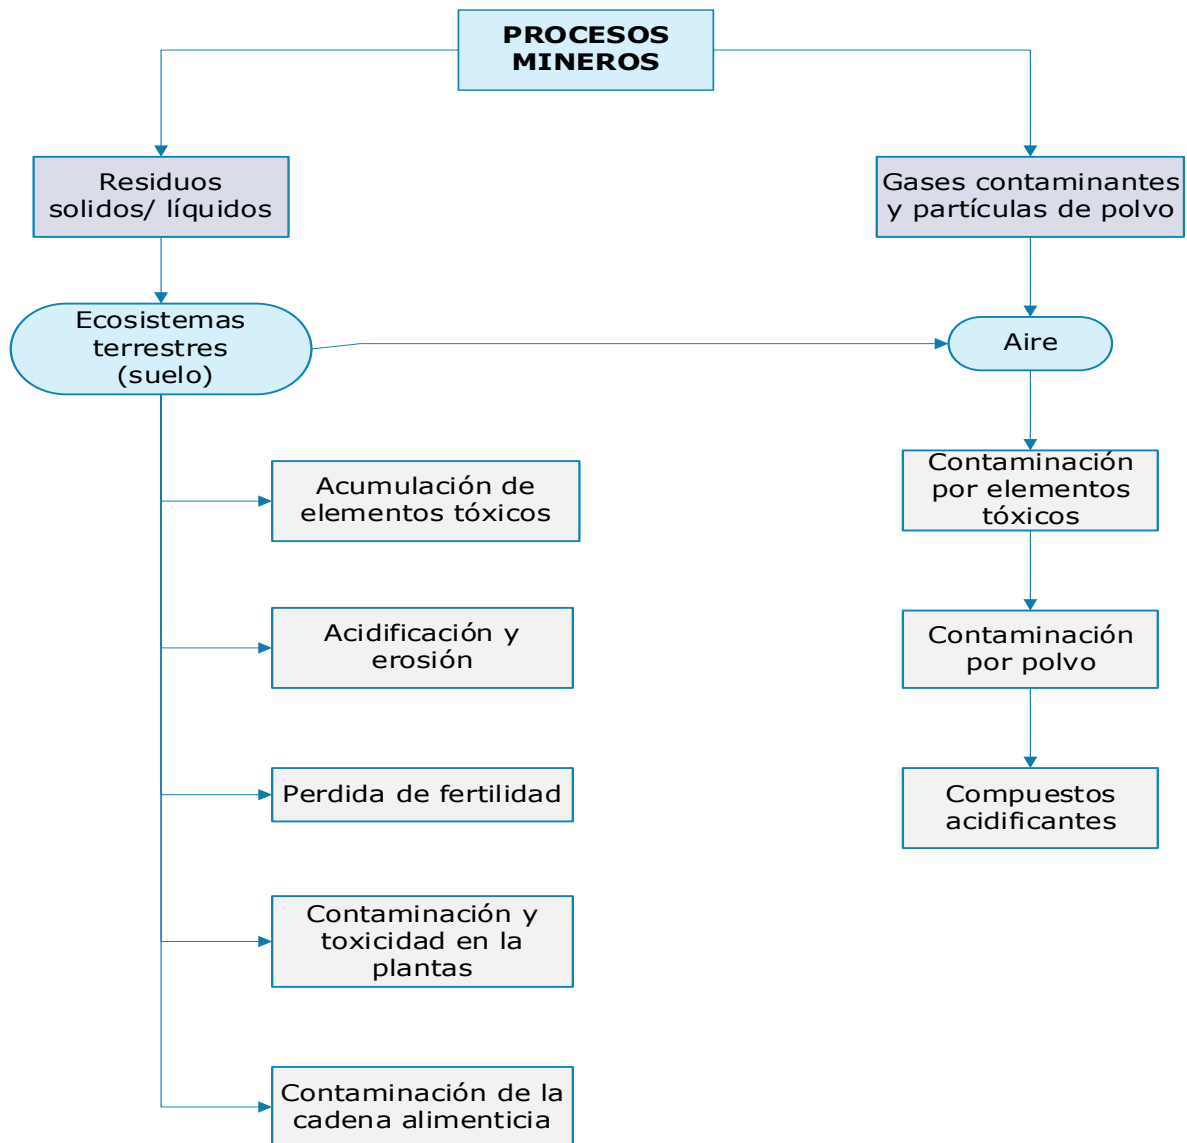 PROCESOS
MINEROS
Residuos
solidos/ líquidos
Gases contaminantes
y partículas de polvo
Ecosistemas
terrestres
(suelo)
Aire
Acumulación de
elementos tóxicos
Contaminación
por elementos
tóxicos
Acidificación y
erosión
Contaminación
por polvo
Perdida de fertilidad
Compuestos
acidificantes
Contaminación y
toxicidad en la
plantas
Contaminación de la
cadena alimenticia